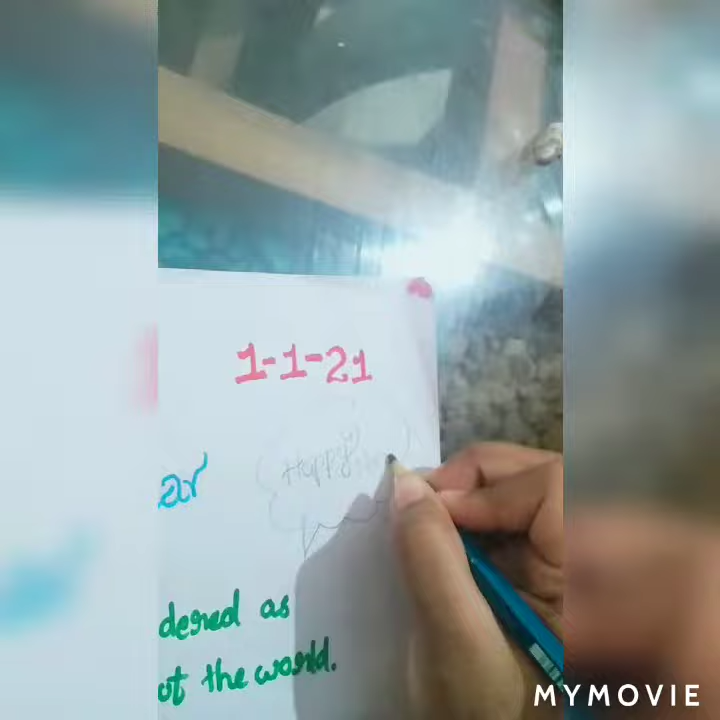 1-1-21
ar
Happy
dered as
of the world.
MYMOVIE